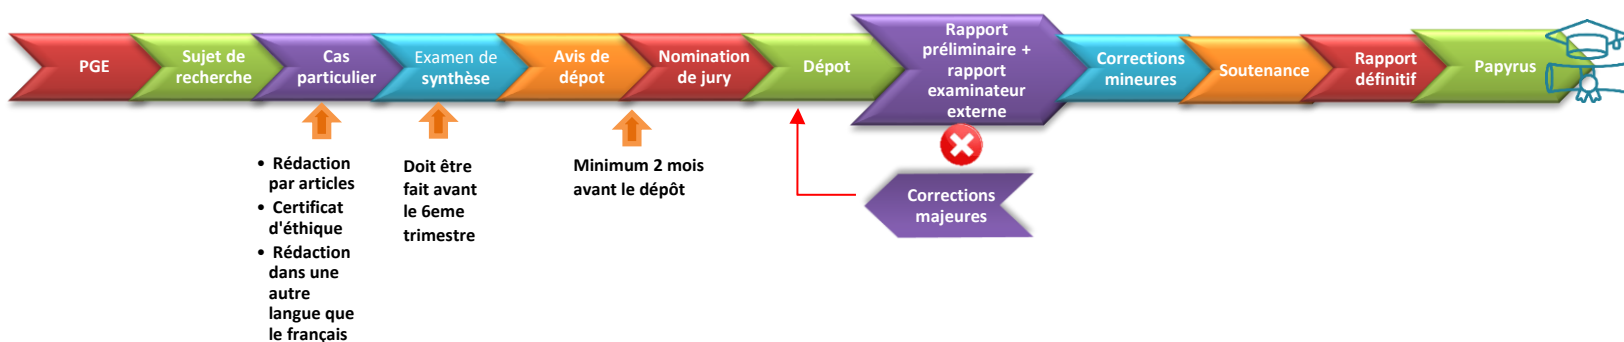 PGE
Sujet de
recherche
Cas
particulier
Examen de
synthèse
Avis de
dépot
Nomination
de jury
Dépot
Rapport
préliminaire +
rapport
examinateur
externe
Corrections
mineures
Soutenance
Rapport
définitif
Papyrus
• Rédaction
par articles
• Certificat
d'éthique
• Rédaction
dans une
autre
langue que
le français
Doit être
fait avant
le 6eme
trimestre
Minimum 2 mois
avant le dépôt
Corrections
majeures